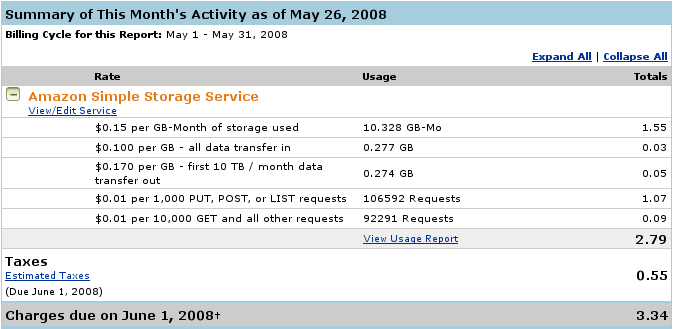 Summary of This Month's Activity as of May 26, 2008
Billing Cycle for this Report: May 1 - May 31, 2008
Expand All | Collapse All
Rate Usage Totals
Amazon Simple Storage Service
View/Edit Service
$0.15 per GB-Month of storage used 10.328 GB-Mo 1.55
$0.100 per GB - all data transfer in 0.277 GB 0.03
$0.170 per GB - first 10 TB / month data
transfer out 0.274 GB 0.05
$0.01 per 1,000 PUT, POST, or LIST requests 106592 Requests 1.07
$0.01 per 10,000 GET and all other requests 92291 Requests 0.09
View Usage Report 2.79
Taxes
Estimated Taxes 0.55
(Due June 1, 2008)
Charges due on June 1, 2008† 3.34